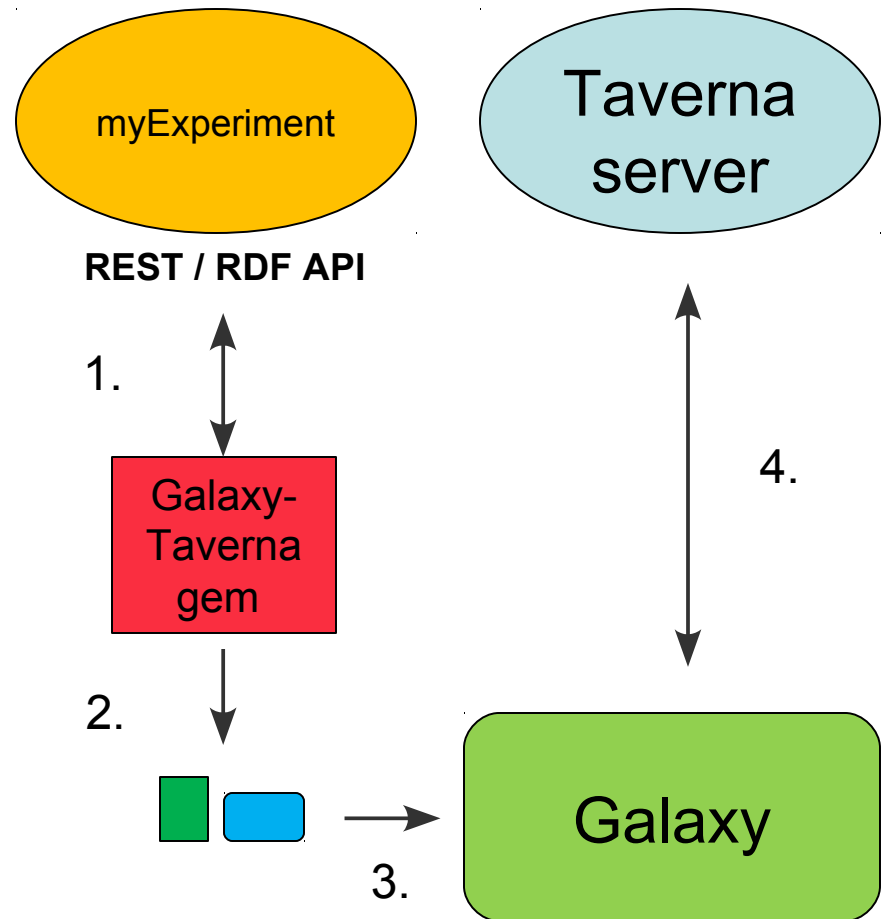 myExperiment
Taverna
server
REST / RDF API
1.
Galaxy-
Taverna
gem
4.
2.
Galaxy
3.